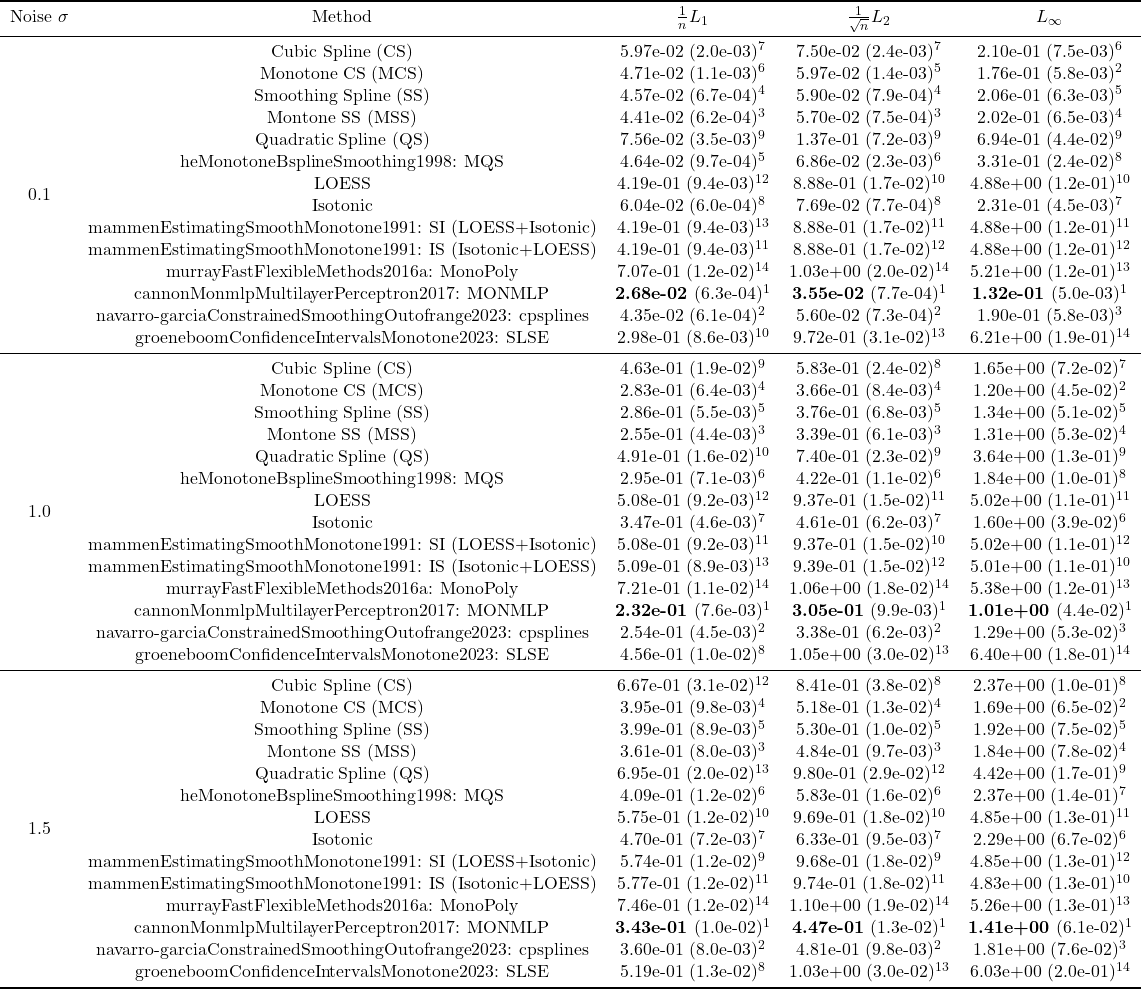 Noise σ Method 1/n L1 1/√n L2 L∞
Cubic Spline (CS) 5.97e-02 (2.0e-03)7 7.50e-02 (2.4e-03)7 2.10e-01 (7.5e-03)6
Monotone CS (MCS) 4.71e-02 (1.1e-03)6 5.97e-02 (1.4e-03)5 1.76e-01 (5.8e-03)2
Smoothing Spline (SS) 4.57e-02 (6.7e-04)4 5.90e-02 (7.9e-04)4 2.06e-01 (6.3e-03)5
Montone SS (MSS) 4.41e-02 (6.2e-04)3 5.70e-02 (7.5e-04)3 2.02e-01 (6.5e-03)4
Quadratic Spline (QS) 7.56e-02 (3.5e-03)9 1.37e-01 (7.2e-03)9 6.94e-01 (4.4e-02)9
heMonotoneBsplineSmoothing1998: MQS 4.64e-02 (9.7e-04)5 6.86e-02 (2.3e-03)6 3.31e-01 (2.4e-02)8
LOESS 4.19e-01 (9.4e-03)12 8.88e-01 (1.7e-02)10 4.88e+00 (1.2e-01)10
0.1
Isotonic 6.04e-02 (6.0e-04)8 7.69e-02 (7.7e-04)8 2.31e-01 (4.5e-03)7
mammenEstimatingSmoothMonotone1991: SI (LOESS+Isotonic) 4.19e-01 (9.4e-03)13 8.88e-01 (1.7e-02)11 4.88e+00 (1.2e-01)11
mammenEstimatingSmoothMonotone1991: IS (Isotonic+LOESS) 4.19e-01 (9.4e-03)11 8.88e-01 (1.7e-02)12 4.88e+00 (1.2e-01)12
murrayFastFlexibleMethods2016a: MonoPoly 7.07e-01 (1.2e-02)14 1.03e+00 (2.0e-02)14 5.21e+00 (1.2e-01)13
cannonMonmlpMultilayerPerceptron2017: MONMLP 2.68e-02 (6.3e-04)1 3.55e-02 (7.7e-04)1 1.32e-01 (5.0e-03)1
navarro-garciaConstrainedSmoothingOutofrange2023: cpsplines 4.35e-02 (6.1e-04)2 5.60e-02 (7.3e-04)2 1.90e-01 (5.8e-03)3
groeneboomConfidenceIntervalsMonotone2023: SLSE 2.98e-01 (8.6e-03)10 9.72e-01 (3.1e-02)13 6.21e+00 (1.9e-01)14
Cubic Spline (CS) 4.63e-01 (1.9e-02)9 5.83e-01 (2.4e-02)8 1.65e+00 (7.2e-02)7
Monotone CS (MCS) 2.83e-01 (6.4e-03)4 3.66e-01 (8.4e-03)4 1.20e+00 (4.5e-02)2
Smoothing Spline (SS) 2.86e-01 (5.5e-03)5 3.76e-01 (6.8e-03)5 1.34e+00 (5.1e-02)5
Montone SS (MSS) 2.55e-01 (4.4e-03)3 3.39e-01 (6.1e-03)3 1.31e+00 (5.3e-02)4
Quadratic Spline (QS) 4.91e-01 (1.6e-02)10 7.40e-01 (2.3e-02)9 3.64e+00 (1.3e-01)9
heMonotoneBsplineSmoothing1998: MQS 2.95e-01 (7.1e-03)6 4.22e-01 (1.1e-02)6 1.84e+00 (1.0e-01)8
LOESS 5.08e-01 (9.2e-03)12 9.37e-01 (1.5e-02)11 5.02e+00 (1.1e-01)11
1.0
Isotonic 3.47e-01 (4.6e-03)7 4.61e-01 (6.2e-03)7 1.60e+00 (3.9e-02)6
mammenEstimatingSmoothMonotone1991: SI (LOESS+Isotonic) 5.08e-01 (9.2e-03)11 9.37e-01 (1.5e-02)10 5.02e+00 (1.1e-01)12
mammenEstimatingSmoothMonotone1991: IS (Isotonic+LOESS) 5.09e-01 (8.9e-03)13 9.39e-01 (1.5e-02)12 5.01e+00 (1.1e-01)10
murrayFastFlexibleMethods2016a: MonoPoly 7.21e-01 (1.1e-02)14 1.06e+00 (1.8e-02)14 5.38e+00 (1.2e-01)13
cannonMonmlpMultilayerPerceptron2017: MONMLP 2.32e-01 (7.6e-03)1 3.05e-01 (9.9e-03)1 1.01e+00 (4.4e-02)1
navarro-garciaConstrainedSmoothingOutofrange2023: cpsplines 2.54e-01 (4.5e-03)2 3.38e-01 (6.2e-03)2 1.29e+00 (5.3e-02)3
groeneboomConfidenceIntervalsMonotone2023: SLSE 4.56e-01 (1.0e-02)8 1.05e+00 (3.0e-02)13 6.40e+00 (1.8e-01)14
Cubic Spline (CS) 6.67e-01 (3.1e-02)12 8.41e-01 (3.8e-02)8 2.37e+00 (1.0e-01)8
Monotone CS (MCS) 3.95e-01 (9.8e-03)4 5.18e-01 (1.3e-02)4 1.69e+00 (6.5e-02)2
Smoothing Spline (SS) 3.99e-01 (8.9e-03)5 5.30e-01 (1.0e-02)5 1.92e+00 (7.5e-02)5
Montone SS (MSS) 3.61e-01 (8.0e-03)3 4.84e-01 (9.7e-03)3 1.84e+00 (7.8e-02)4
Quadratic Spline (QS) 6.95e-01 (2.0e-02)13 9.80e-01 (2.9e-02)12 4.42e+00 (1.7e-01)9
heMonotoneBsplineSmoothing1998: MQS 4.09e-01 (1.2e-02)6 5.83e-01 (1.6e-02)6 2.37e+00 (1.4e-01)7
LOESS 5.75e-01 (1.2e-02)10 9.69e-01 (1.8e-02)10 4.85e+00 (1.3e-01)11
1.5
Isotonic 4.70e-01 (7.2e-03)7 6.33e-01 (9.5e-03)7 2.29e+00 (6.7e-02)6
mammenEstimatingSmoothMonotone1991: SI (LOESS+Isotonic) 5.74e-01 (1.2e-02)9 9.68e-01 (1.8e-02)9 4.85e+00 (1.3e-01)12
mammenEstimatingSmoothMonotone1991: IS (Isotonic+LOESS) 5.77e-01 (1.2e-02)11 9.74e-01 (1.8e-02)11 4.83e+00 (1.3e-01)10
murrayFastFlexibleMethods2016a: MonoPoly 7.46e-01 (1.2e-02)14 1.10e+00 (1.9e-02)14 5.26e+00 (1.3e-01)13
cannonMonmlpMultilayerPerceptron2017: MONMLP 3.43e-01 (1.0e-02)1 4.47e-01 (1.3e-02)1 1.41e+00 (6.1e-02)1
navarro-garciaConstrainedSmoothingOutofrange2023: cpsplines 3.60e-01 (8.0e-03)2 4.81e-01 (9.8e-03)2 1.81e+00 (7.6e-02)3
groeneboomConfidenceIntervalsMonotone2023: SLSE 5.19e-01 (1.3e-02)8 1.03e+00 (3.0e-02)13 6.03e+00 (2.0e-01)14